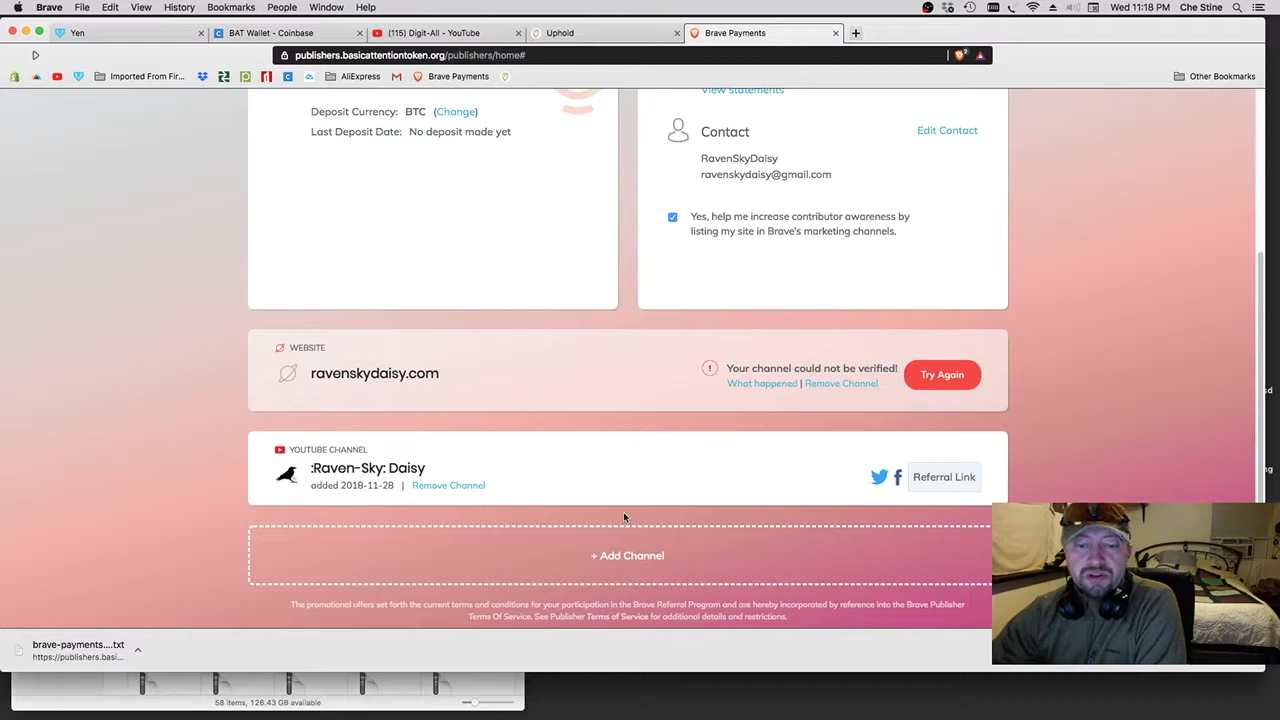 Brave File Edit View History Bookmarks People Window Help Wed 11:18 PM Che Stine
Yen BAT Wallet - Coinbase (115) Digit-All - YouTube Uphold Brave Payments
publishers.basicattentiontoken.org/publishers/home#
Imported From Fir... AliExpress Brave Payments Other Bookmarks
View statements
Deposit Currency: BTC (Change)
Last Deposit Date: No deposit made yet
Contact Edit Contact
RavenSkyDaisy
ravenskydaisy@gmail.com
Yes, help me increase contributor awareness by
listing my site in Brave's marketing channels.
WEBSITE
ravenskydaisy.com
Your channel could not be verified!
What happened | Remove Channel
Try Again
YOUTUBE CHANNEL
:Raven-Sky: Daisy
added 2018-11-28 | Remove Channel
Referral Link
+ Add Channel
The promotional offers set forth the current terms and conditions for your participation in the Brave Referral Program and are hereby incorporated by reference into the Brave Publisher
Terms Of Service. See Publisher Terms of Service for additional details and restrictions.
brave-payments....txt
https://publishers.basi...
58 items, 126.43 GB available